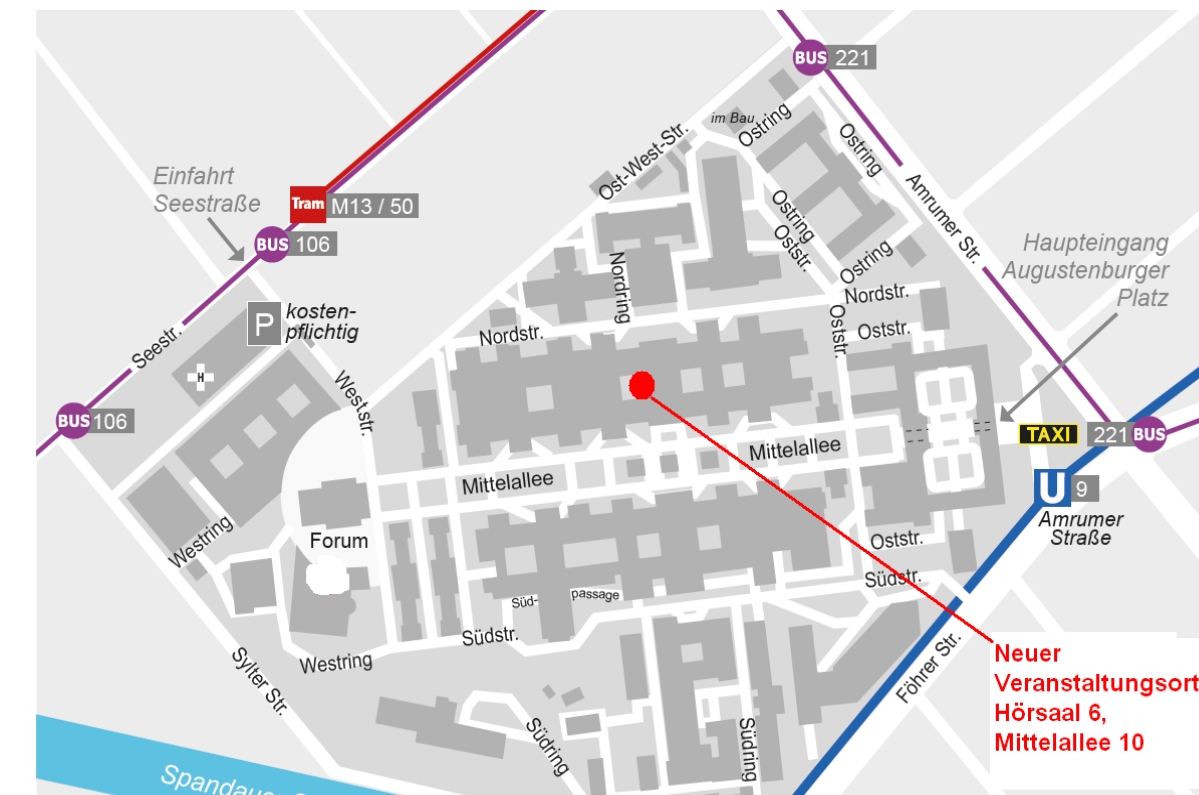 BUS 221
im Bau
Ostring
Ostring
Ost-West-Str.
Amrumer Str.
Einfahrt
Seestraße
Tram M13 / 50
BUS 106
Ostring
Oststr.
Ostring
Haupteingang
Augustenburger
Platz
Nordring
Nordstr.
P kosten-
pflichtig
Nordstr.
Oststr.
Oststr.
Seestr.
H
Weststr.
BUS 106
TAXI
221 BUS
Mittelallee
Mittelallee
U 9
Amrumer
Straße
Westring
Forum
Oststr.
Südstr.
Süd- passage
Südstr.
Westring
Sylter Str.
Föhrer Str.
Neuer
Veranstaltungsort
Hörsaal 6,
Mittelallee 10
Südring
Südring